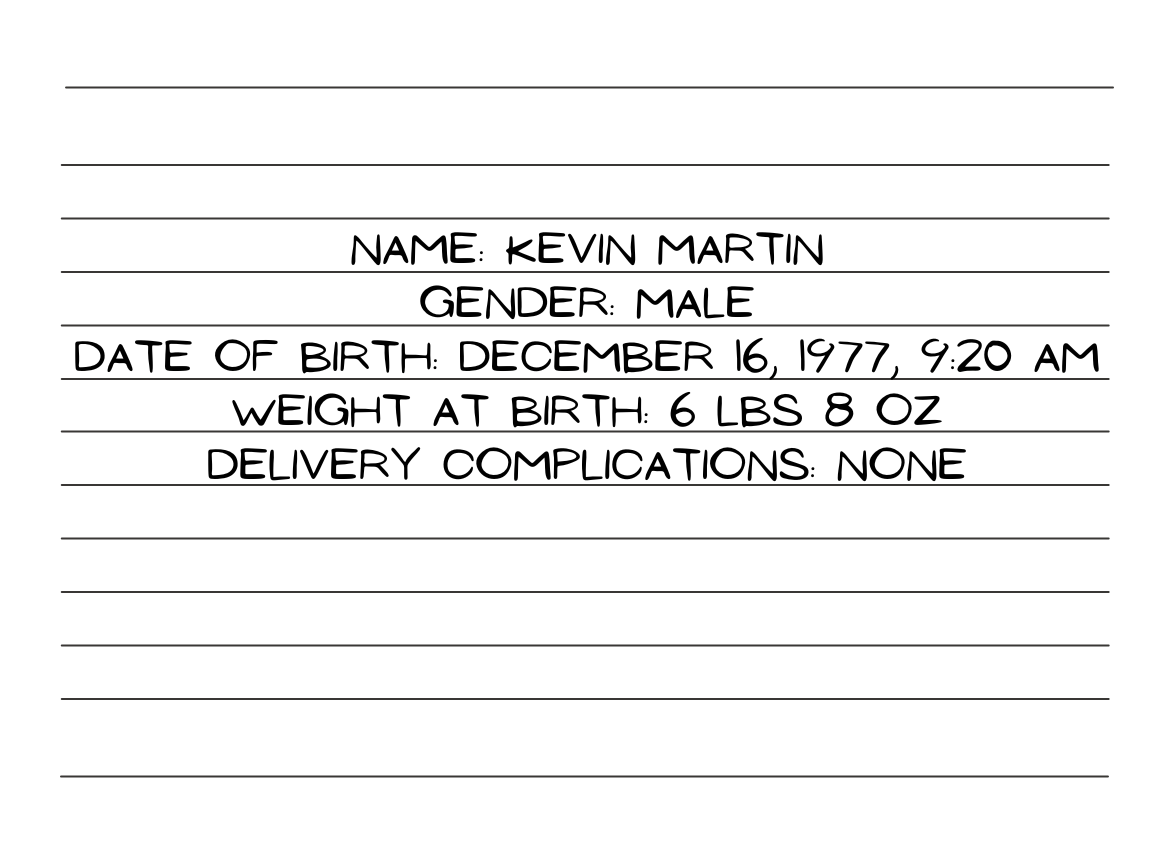 NAME: KEVIN MARTIN
GENDER: MALE
DATE OF BIRTH: DECEMBER 16, 1977, 9:20 AM
WEIGHT AT BIRTH: 6 LBS 8 OZ
DELIVERY COMPLICATIONS: NONE